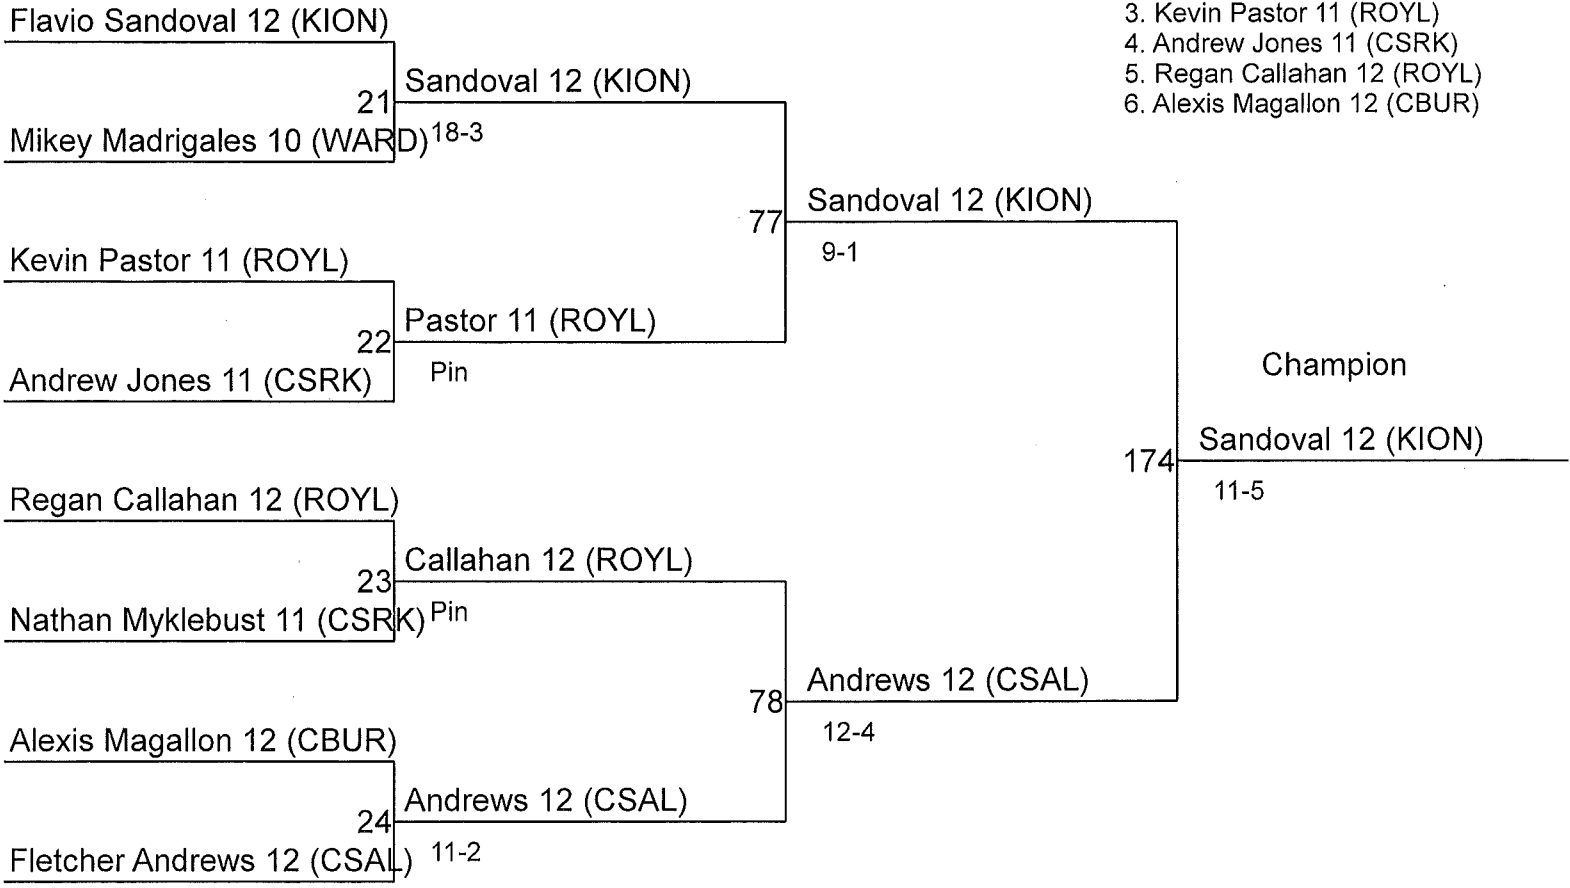 Flavio Sandoval 12 (KION)
21
Sandoval 12 (KION)
Mikey Madrigales 10 (WARD)
18-3
77
Sandoval 12 (KION)
9-1
Kevin Pastor 11 (ROYL)
22
Pastor 11 (ROYL)
Andrew Jones 11 (CSRK)
Pin
3. Kevin Pastor 11 (ROYL)
4. Andrew Jones 11 (CSRK)
5. Regan Callahan 12 (ROYL)
6. Alexis Magallon 12 (CBUR)
Champion
174
Sandoval 12 (KION)
11-5
Regan Callahan 12 (ROYL)
23
Callahan 12 (ROYL)
Nathan Myklebust 11 (CSRK)
Pin
78
Andrews 12 (CSAL)
12-4
Alexis Magallon 12 (CBUR)
24
Andrews 12 (CSAL)
Fletcher Andrews 12 (CSAL)
11-2